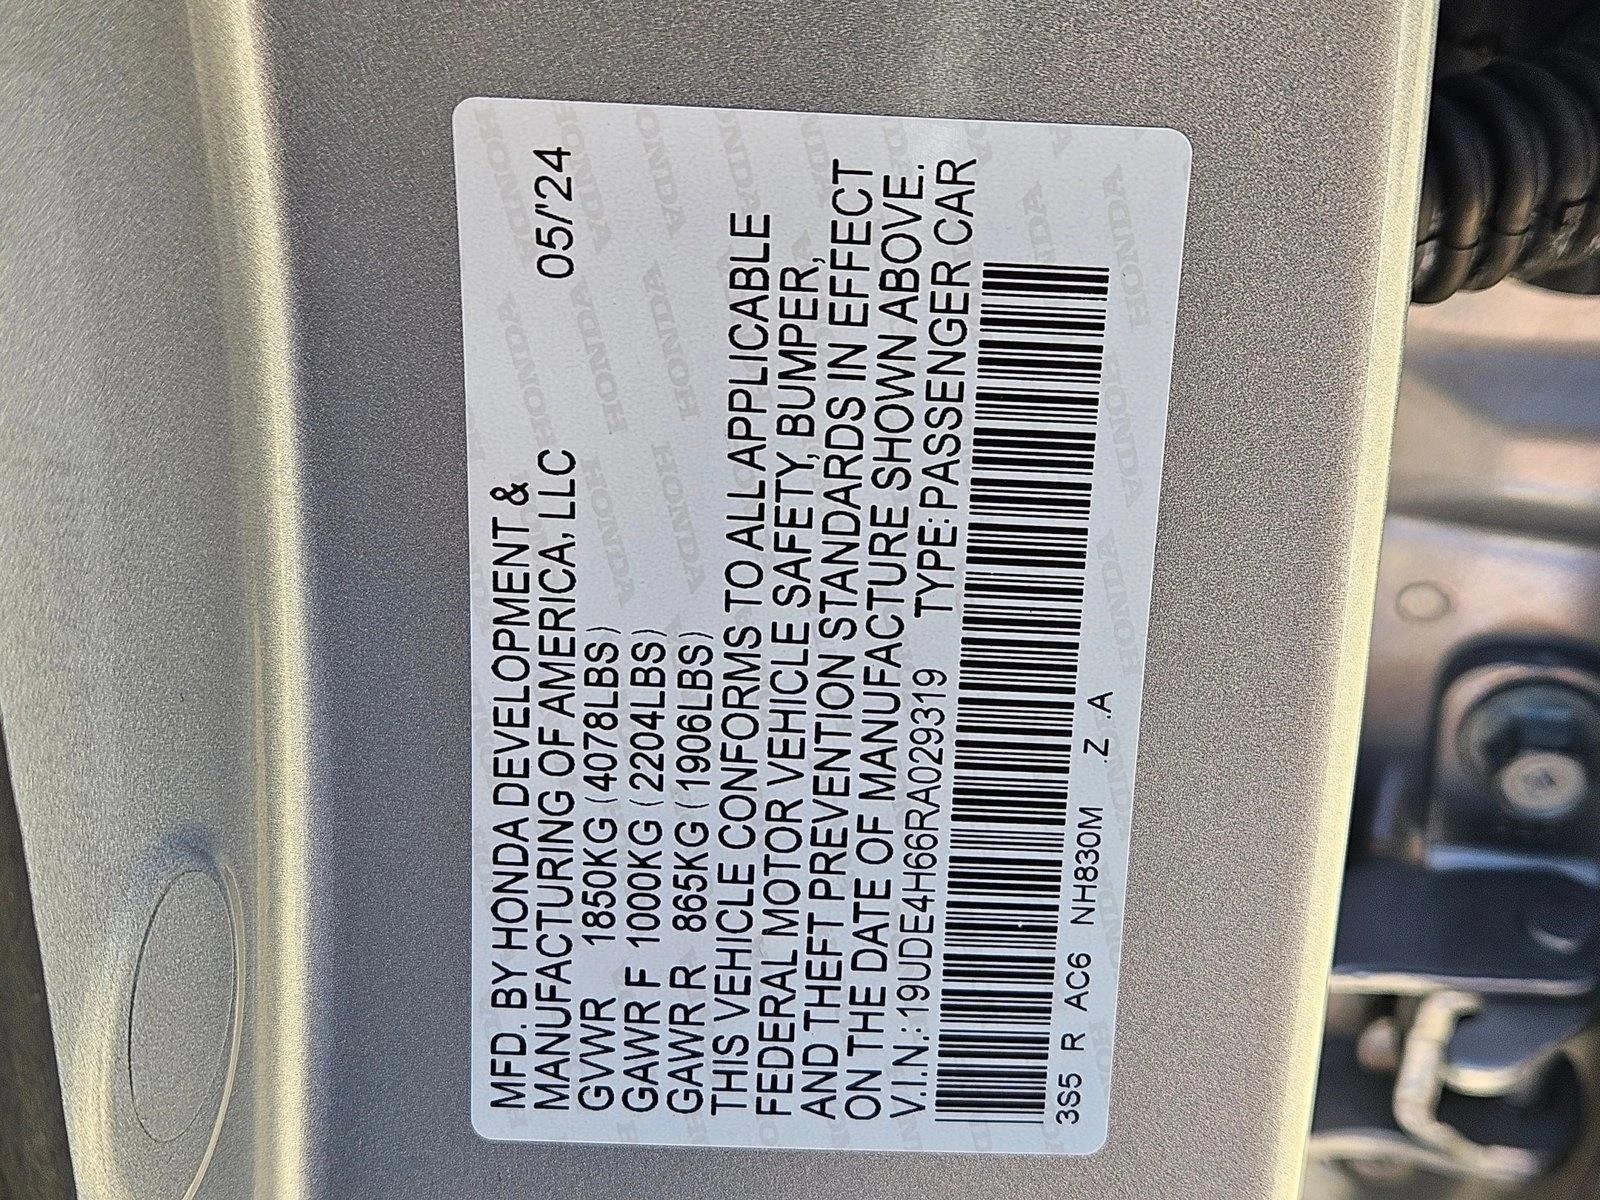 MFD. BY HONDA DEVELOPMENT &
MANUFACTURING OF AMERICA, LLC 05/'24
GVWR 1850KG (4078LBS)
GAWR F 1000KG (2204LBS)
GAWR R 865KG (1906LBS)
THIS VEHICLE CONFORMS TO ALL APPLICABLE
FEDERAL MOTOR VEHICLE SAFETY, BUMPER,
AND THEFT PREVENTION STANDARDS IN EFFECT
ON THE DATE OF MANUFACTURE SHOWN ABOVE.
V.I.N.: 19UDE4H66RA029319 TYPE: PASSENGER CAR
3S5 R AC6 NH830M .Z .A